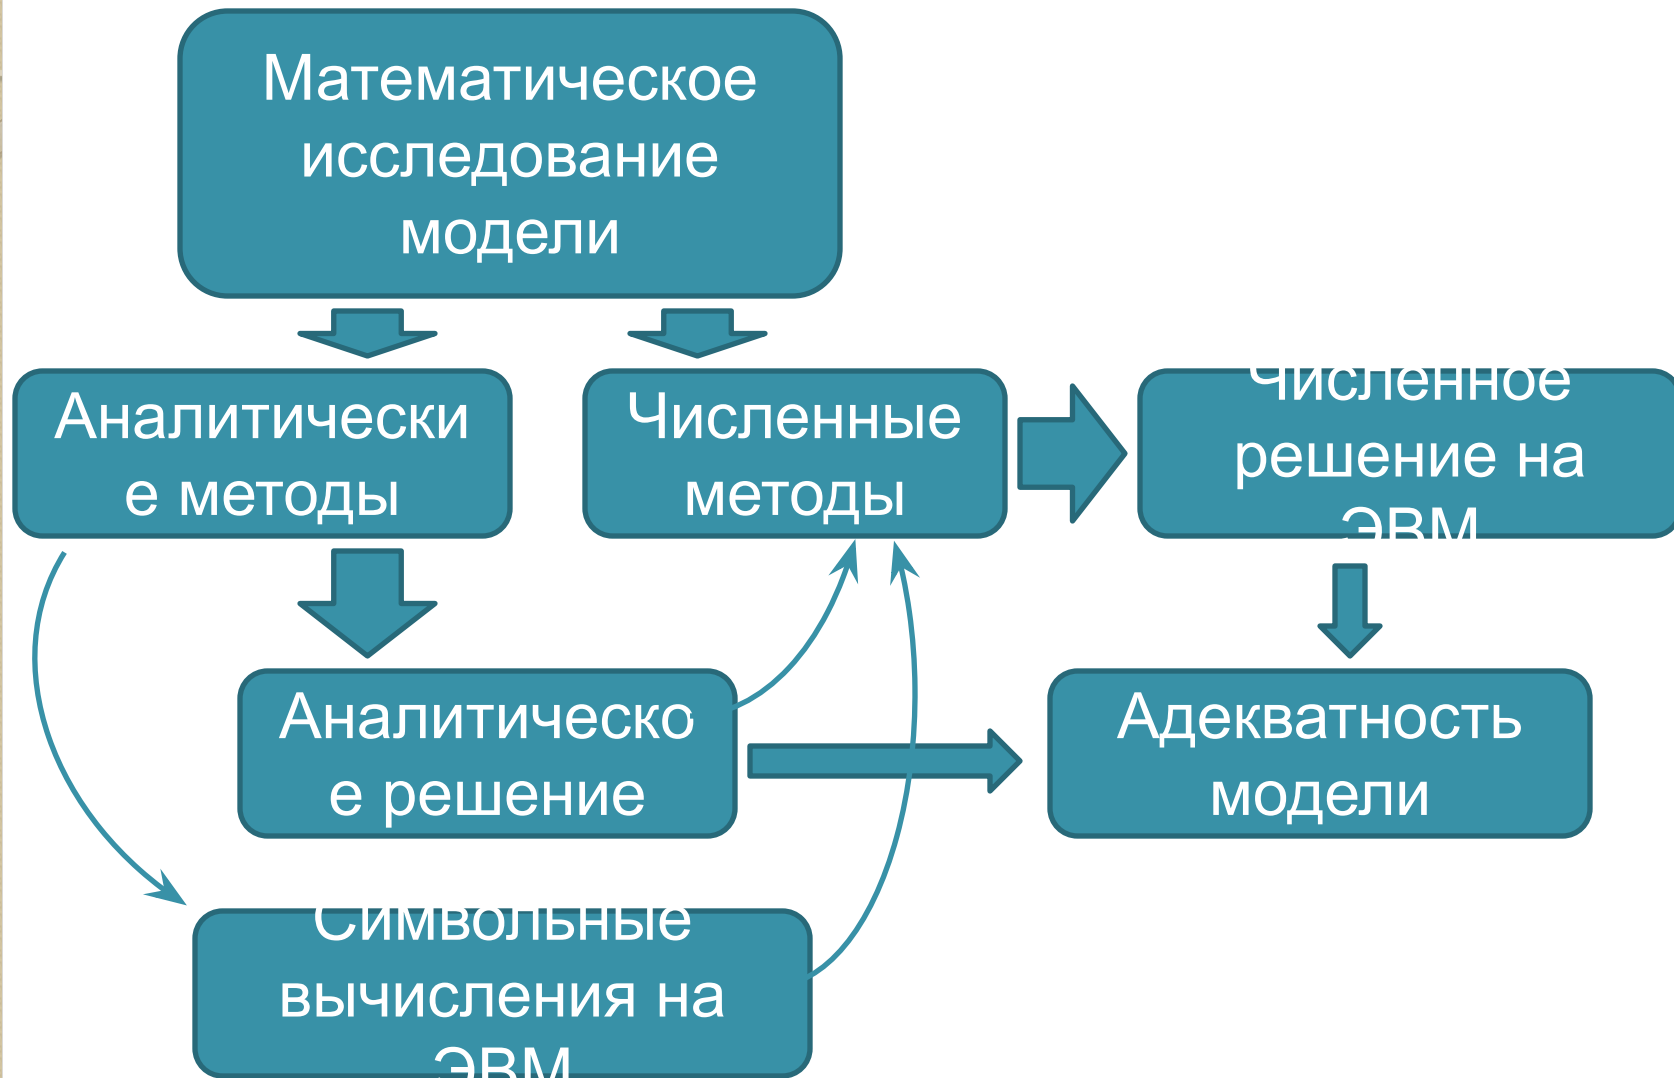 Математическое
исследование
модели
Аналитически
е методы
Численные
методы
Численное
решение на
ЭВМ
Аналитическо
е решение
Адекватность
модели
Символьные
вычисления на
ЭВМ